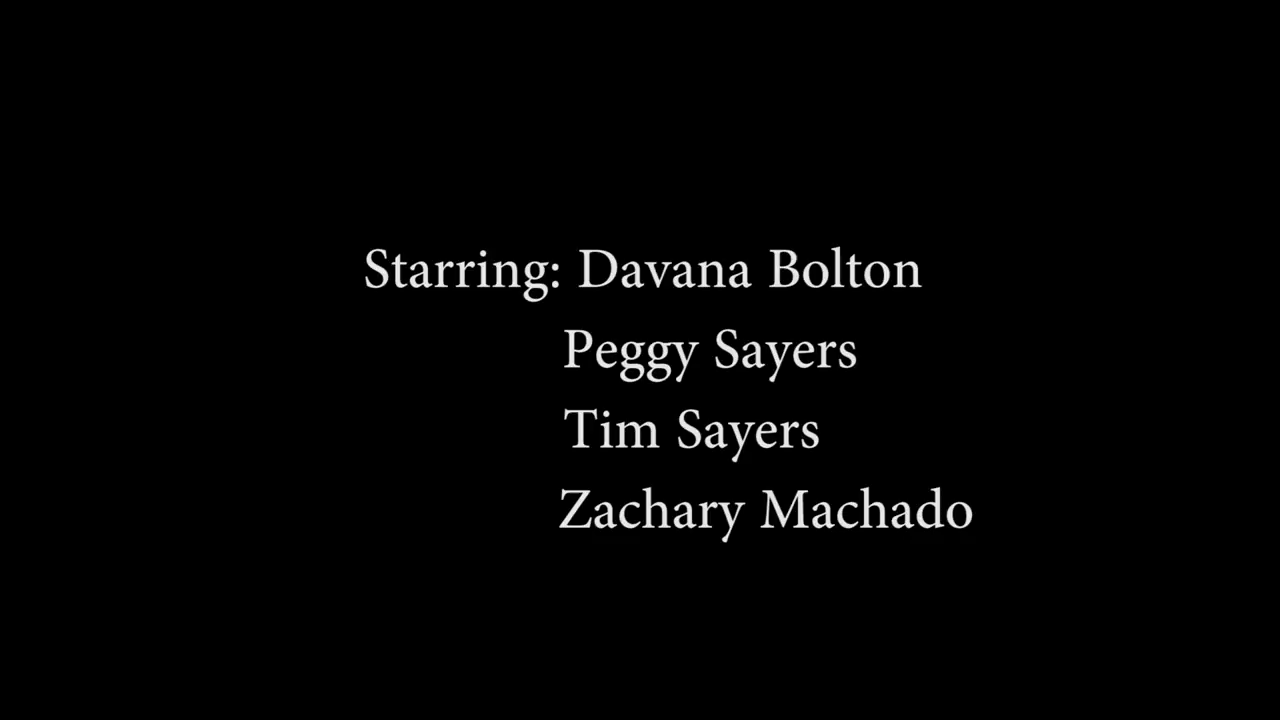 Starring: Davana Bolton
Peggy Sayers
Tim Sayers
Zachary Machado